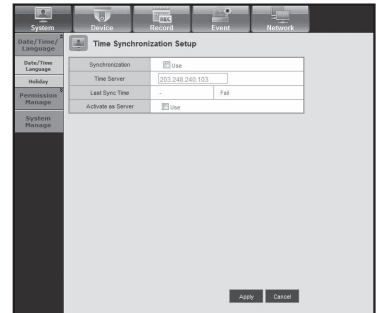 System Device Record Event Network
Date/Time/
Language
Date/Time
Language
Holiday
Permission
Manage
System
Manage
Time Synchronization Setup
Synchronization Use
Time Server 203.248.240.103
Last Sync Time - Fail
Activate as Server Use
Apply Cancel